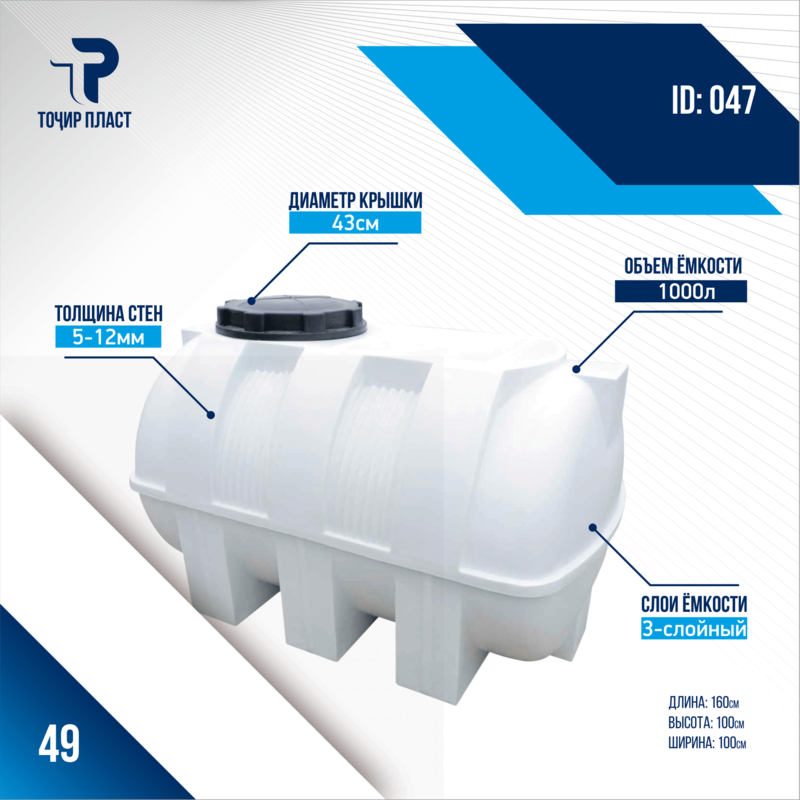 ТОҶИР ПЛАСТ
ID: 047
ДИАМЕТР КРЫШКИ
43см
ОБЪЕМ ЁМКОСТИ
1000л
ТОЛЩИНА СТЕН
5-12мм
СЛОИ ЁМКОСТИ
3-слойный
ДЛИНА: 160см
ВЫСОТА: 100см
ШИРИНА: 100см
49